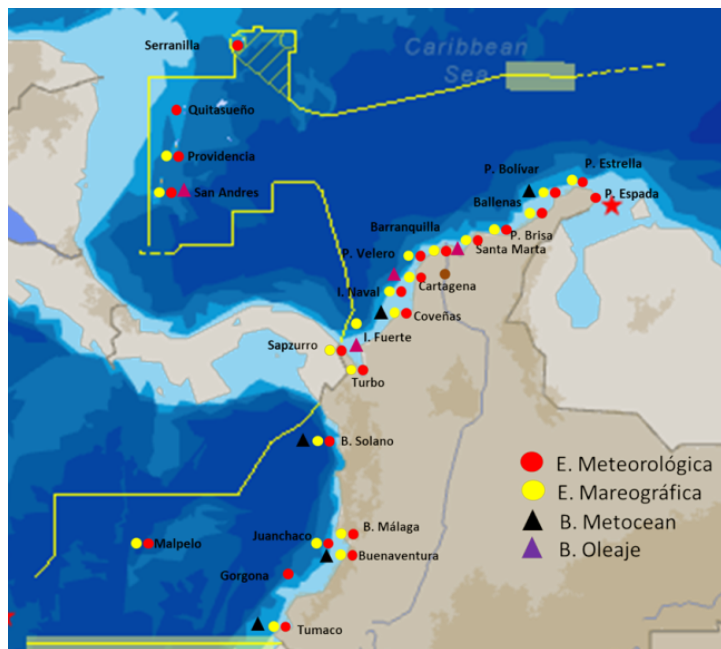 Serranilla
Caribbean
Sea
Quitasueño
Providencia
San Andres
P. Estrella
P. Bolívar
P. Espada
Ballenas
Barranquilla
P. Brisa
Santa Marta
P. Velero
Cartagena
I. Naval
Coveñas
I. Fuerte
Sapzurro
Turbo
B. Solano
E. Meteorológica
E. Mareográfica
B. Metocean
B. Oleaje
B. Málaga
Juanchaco
Malpelo
Buenaventura
Gorgona
Tumaco